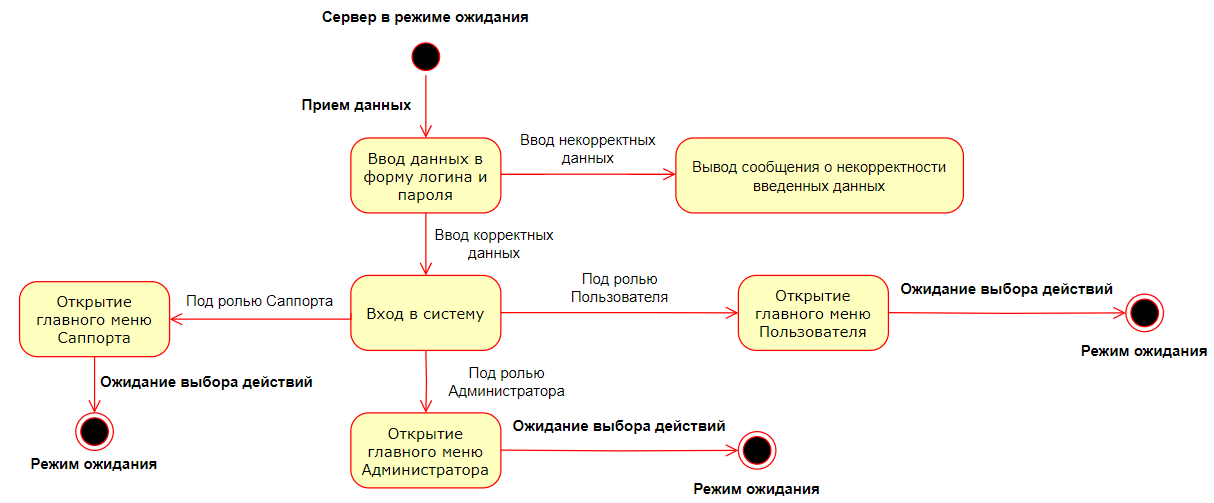 Сервер в режиме ожидания
Прием данных
Ввод данных в
форму логина и
пароля
Ввод некорректных
данных
Вывод сообщения о некорректности
введенных данных
Ввод корректных
данных
Открытие
главного меню
Саппорта
Под ролью Саппорта
Вход в систему
Под ролью
Пользователя
Открытие
главного меню
Пользователя
Ожидание выбора действий
Режим ожидания
Ожидание выбора действий
Режим ожидания
Под ролью
Администратора
Открытие
главного меню
Администратора
Ожидание выбора действий
Режим ожидания